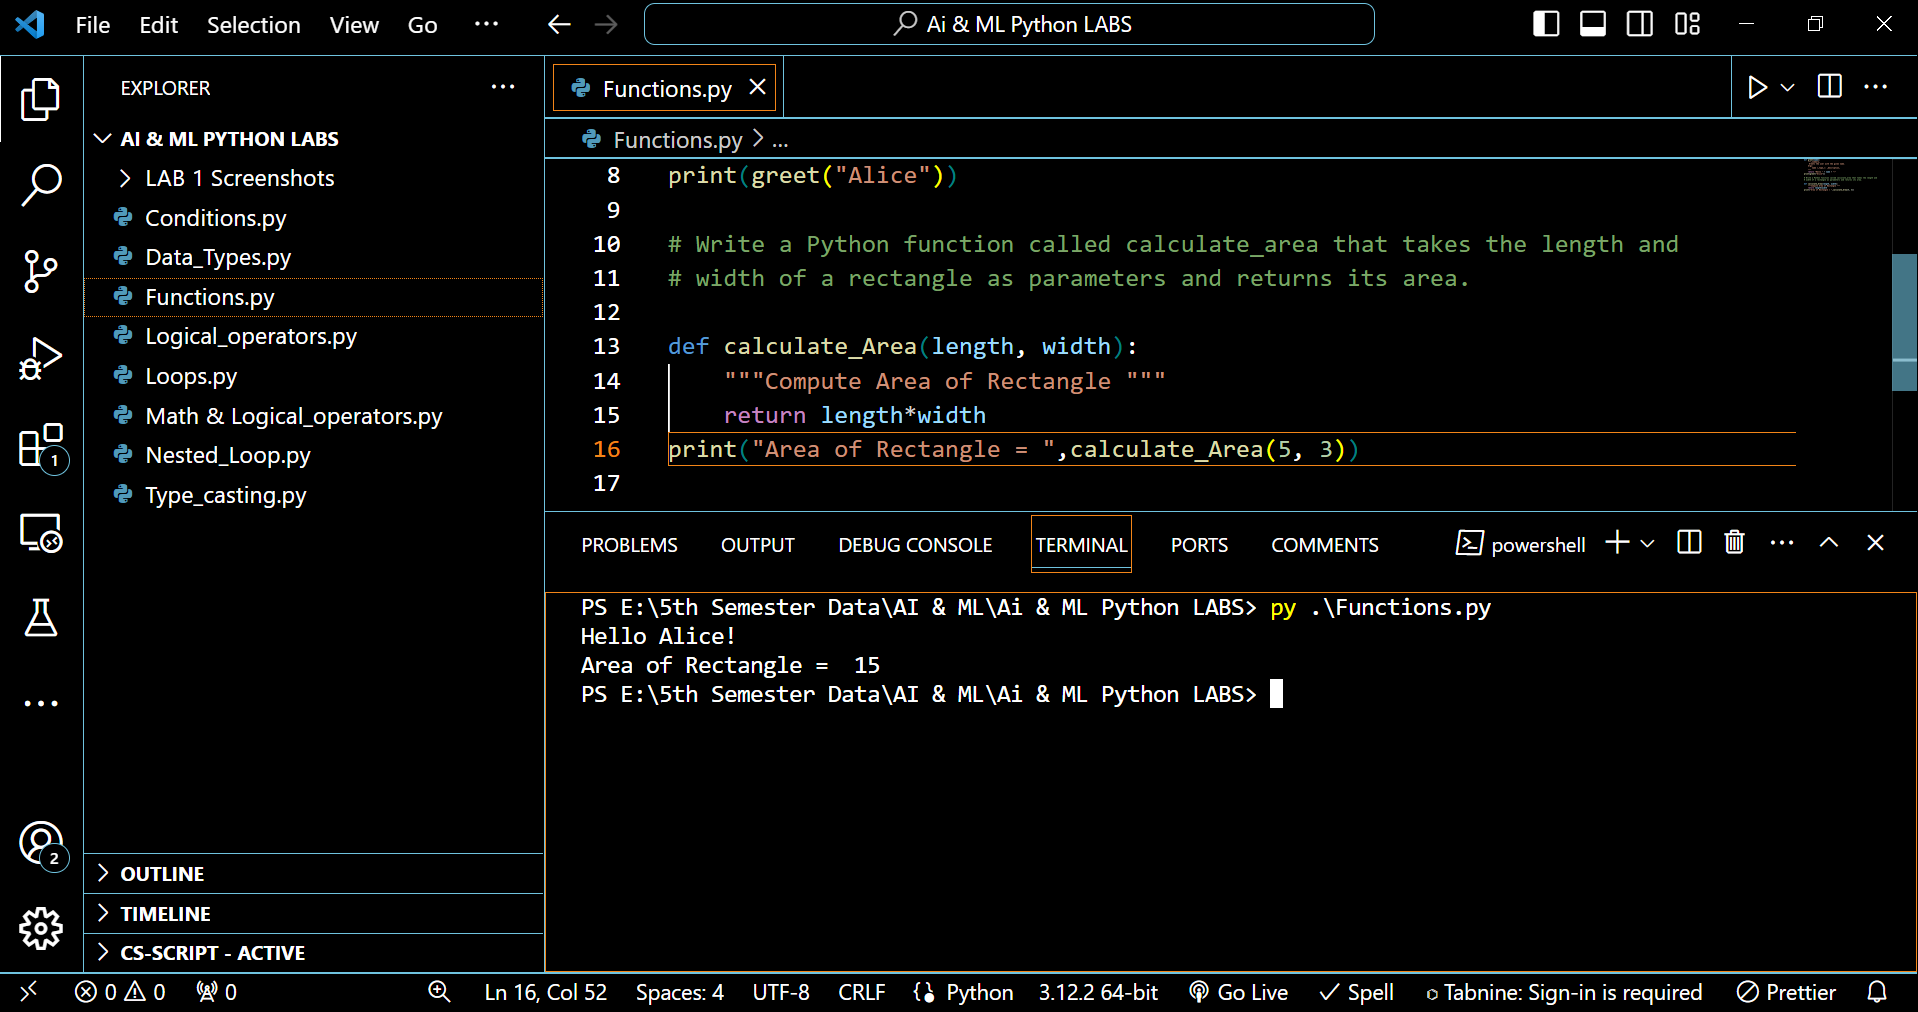 File Edit Selection View Go ...
Ai & ML Python LABS
EXPLORER
AI & ML PYTHON LABS
LAB 1 Screenshots
Conditions.py
Data_Types.py
Functions.py
Logical_operators.py
Loops.py
Math & Logical_operators.py
Nested_Loop.py
Type_casting.py
OUTLINE
TIMELINE
CS-SCRIPT - ACTIVE
1
2
Functions.py
Functions.py > ...
8 print(greet("Alice"))
9
10 # Write a Python function called calculate_area that takes the length and
11 # width of a rectangle as parameters and returns its area.
12
13 def calculate_Area(length, width):
14 """Compute Area of Rectangle """
15 return length*width
16 print("Area of Rectangle = ",calculate_Area(5, 3))
17
PROBLEMS OUTPUT DEBUG CONSOLE TERMINAL PORTS COMMENTS powershell
PS E:\5th Semester Data\AI & ML\Ai & ML Python LABS> py .\Functions.py
Hello Alice!
Area of Rectangle =  15
PS E:\5th Semester Data\AI & ML\Ai & ML Python LABS>
0 0 0 Ln 16, Col 52 Spaces: 4 UTF-8 CRLF Python 3.12.2 64-bit Go Live Spell Tabnine: Sign-in is required Prettier